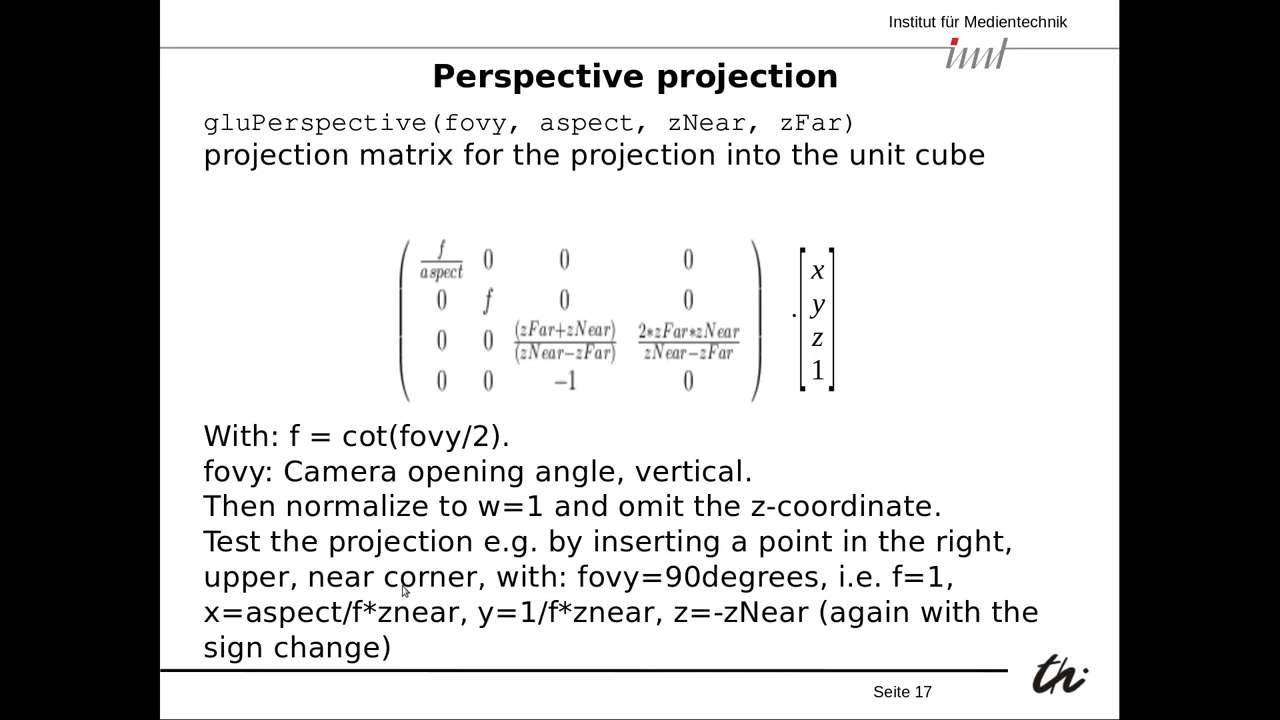 Institut für Medientechnik
imt
Perspective projection
gluPerspective(fovy, aspect, zNear, zFar)
projection matrix for the projection into the unit cube
f/aspect 0 0 0
0 f 0 0
0 0 (zFar+zNear)/(zNear−zFar) 2*zFar*zNear/zNear−zFar
0 0 −1 0
.
x
y
z
1
With: f = cot(fovy/2).
fovy: Camera opening angle, vertical.
Then normalize to w=1 and omit the z-coordinate.
Test the projection e.g. by inserting a point in the right,
upper, near corner, with: fovy=90degrees, i.e. f=1,
x=aspect/f*znear, y=1/f*znear, z=-zNear (again with the
sign change)
Seite 17
th